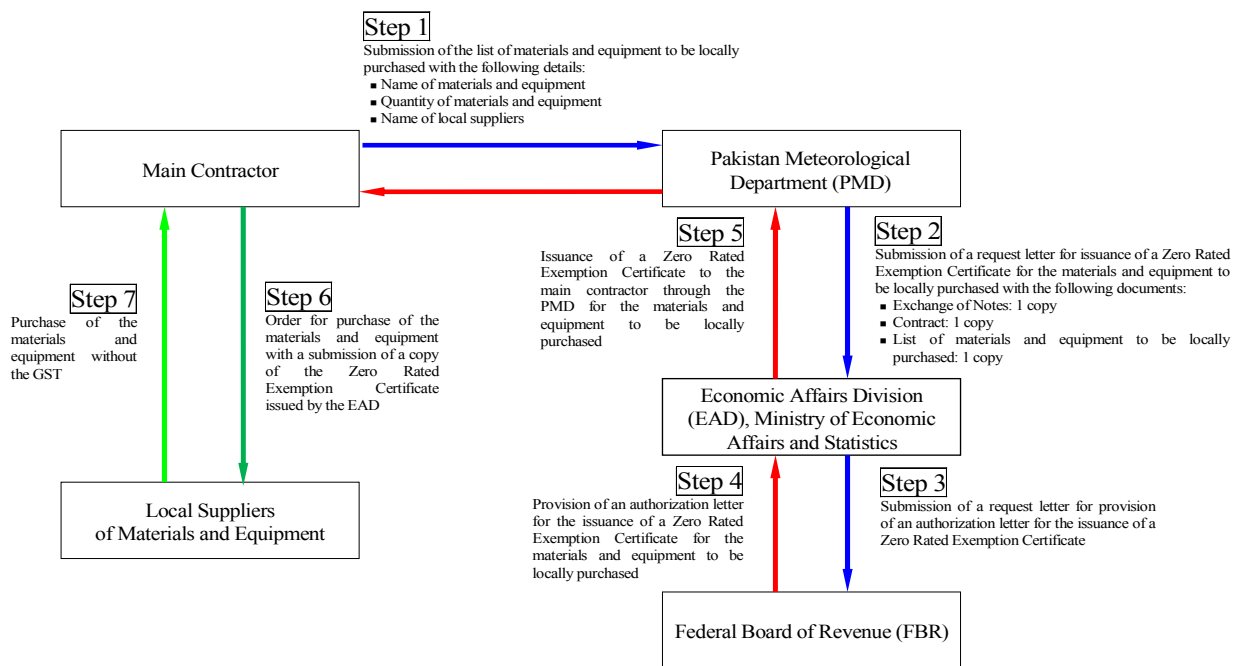 Step 1
Submission of the list of materials and equipment to be locally
purchased with the following details:
▪ Name of materials and equipment
▪ Quantity of materials and equipment
▪ Name of local suppliers
Main Contractor
Pakistan Meteorological
Department (PMD)
Step 5
Issuance of a Zero Rated
Exemption Certificate to the
main contractor through the
PMD for the materials and
equipment to be locally
purchased
Step 2
Submission of a request letter for issuance of a Zero Rated
Exemption Certificate for the materials and equipment to
be locally purchased with the following documents:
▪ Exchange of Notes: 1 copy
▪ Contract: 1 copy
▪ List of materials and equipment to be locally
purchased: 1 copy
Step 7
Purchase of the
materials and
equipment without
the GST
Step 6
Order for purchase of the
materials and equipment
with a submission of a copy
of the Zero Rated
Exemption Certificate
issued by the EAD
Economic Affairs Division
(EAD), Ministry of Economic
Affairs and Statistics
Step 4
Provision of an authorization letter
for the issuance of a Zero Rated
Exemption Certificate for the
materials and equipment to be
locally purchased
Step 3
Submission of a request letter for provision
of an authorization letter for the issuance of a
Zero Rated Exemption Certificate
Local Suppliers
of Materials and Equipment
Federal Board of Revenue (FBR)